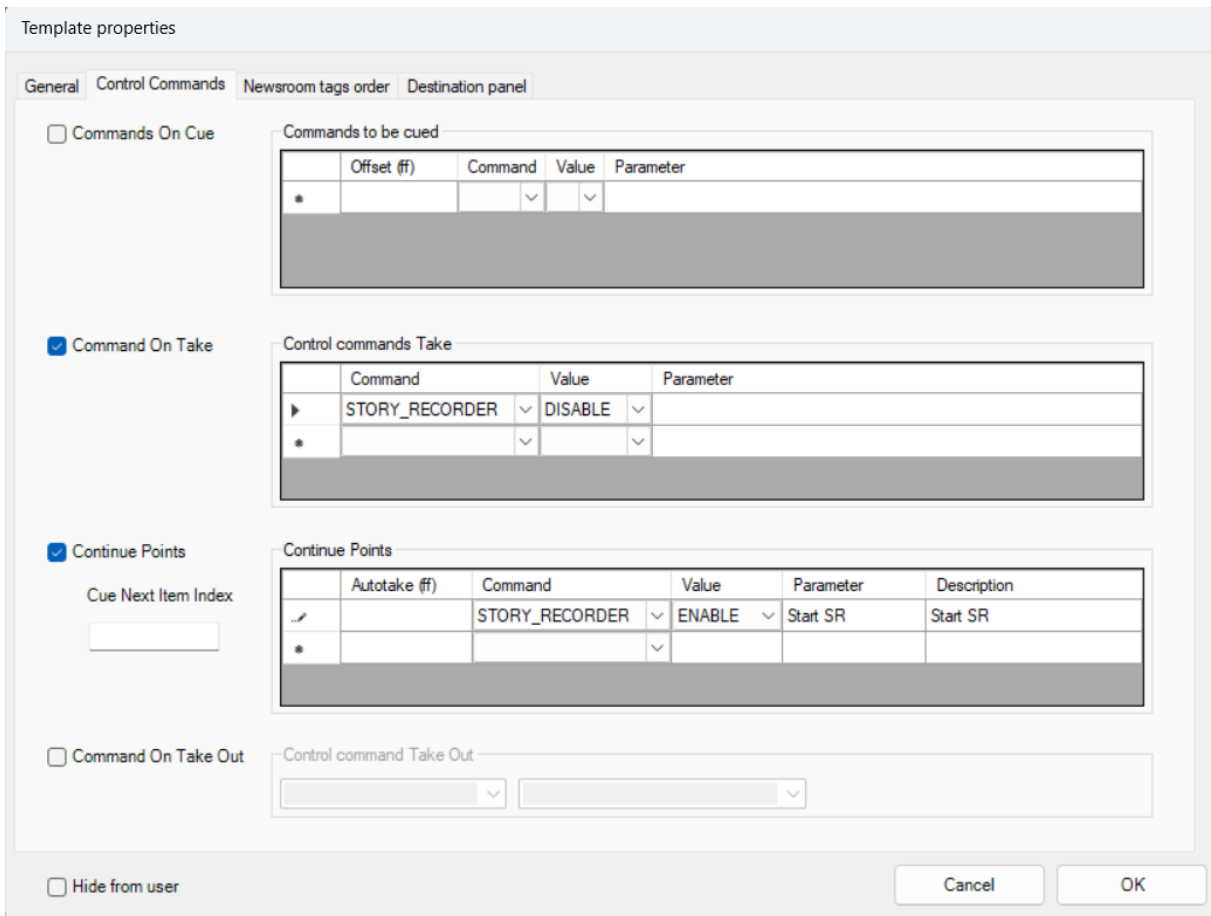 Template properties
General Control Commands Newsroom tags order Destination panel
Commands On Cue
Commands to be cued
Offset (ff) Command Value Parameter
Command On Take
Control commands Take
Command Value Parameter
STORY_RECORDER DISABLE
Continue Points
Cue Next Item Index
Continue Points
Autotake (ff) Command Value Parameter Description
STORY_RECORDER ENABLE Start SR Start SR
Command On Take Out
Control command Take Out
Hide from user
Cancel OK